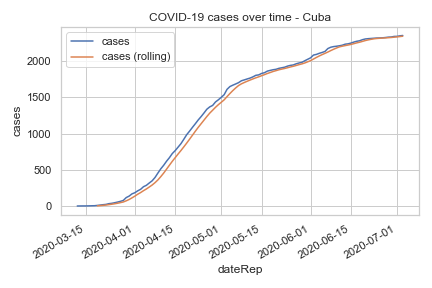 COVID-19 cases over time - Cuba
cases
cases (rolling)
2000
1500
1000
500
0
cases
2020-03-15
2020-04-01
2020-04-15
2020-05-01
2020-05-15
2020-06-01
2020-06-15
2020-07-01
dateRep